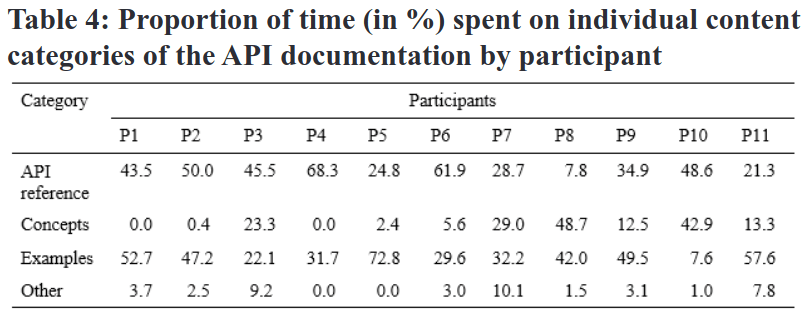 Table 4: Proportion of time (in %) spent on individual content
categories of the API documentation by participant
Category Participants
P1 P2 P3 P4 P5 P6 P7 P8 P9 P10 P11
API 43.5 50.0 45.5 68.3 24.8 61.9 28.7 7.8 34.9 48.6 21.3
reference
Concepts 0.0 0.4 23.3 0.0 2.4 5.6 29.0 48.7 12.5 42.9 13.3
Examples 52.7 47.2 22.1 31.7 72.8 29.6 32.2 42.0 49.5 7.6 57.6
Other 3.7 2.5 9.2 0.0 0.0 3.0 10.1 1.5 3.1 1.0 7.8